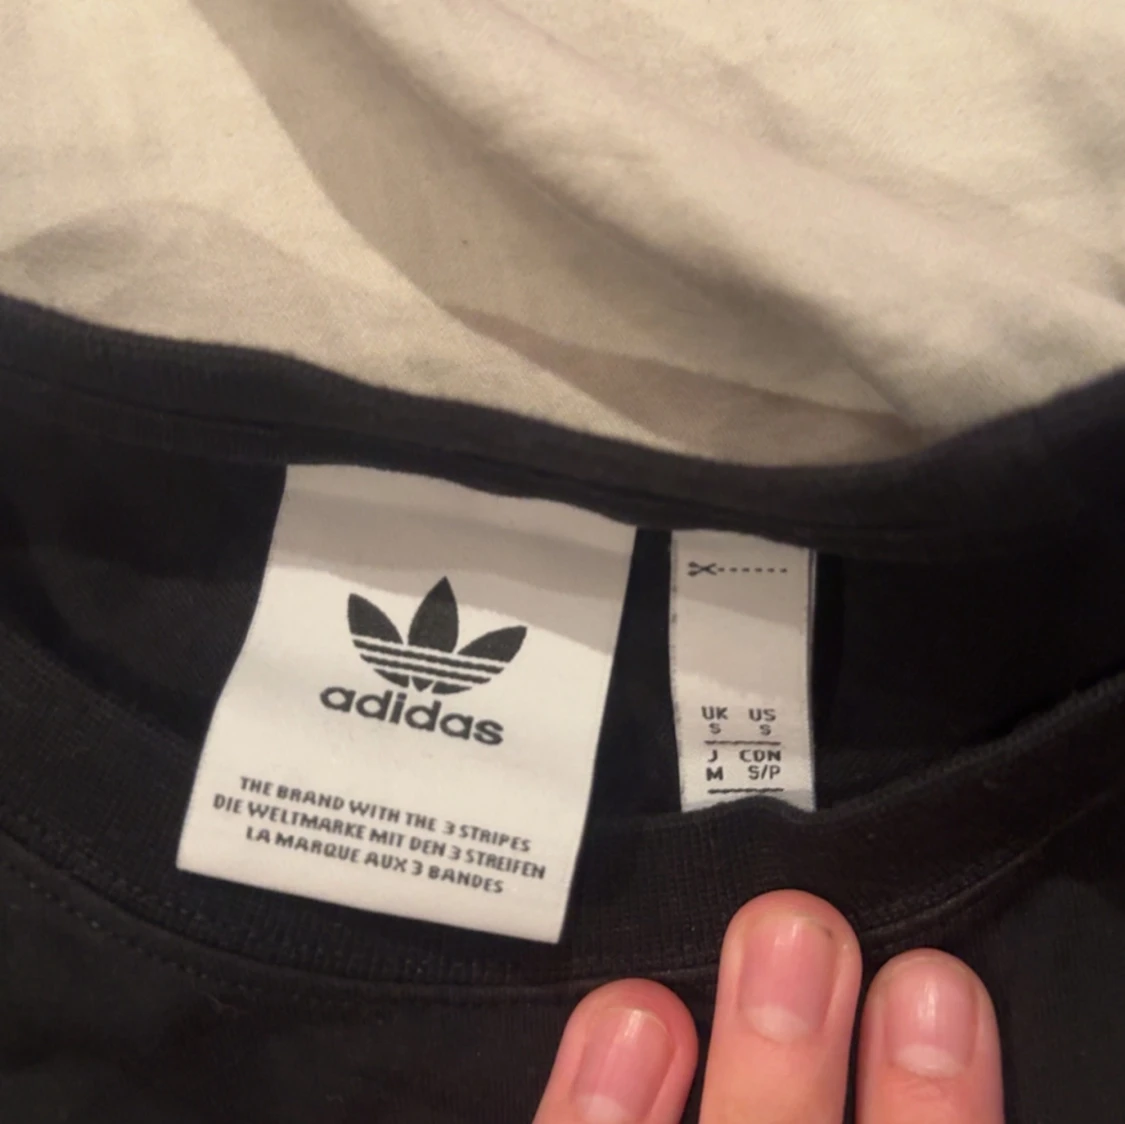 adidas
THE BRAND WITH THE 3 STRIPES
DIE WELTMARKE MIT DEN 3 STREIFEN
LA MARQUE AUX 3 BANDES
UK US
S S
J CDN
M S/P